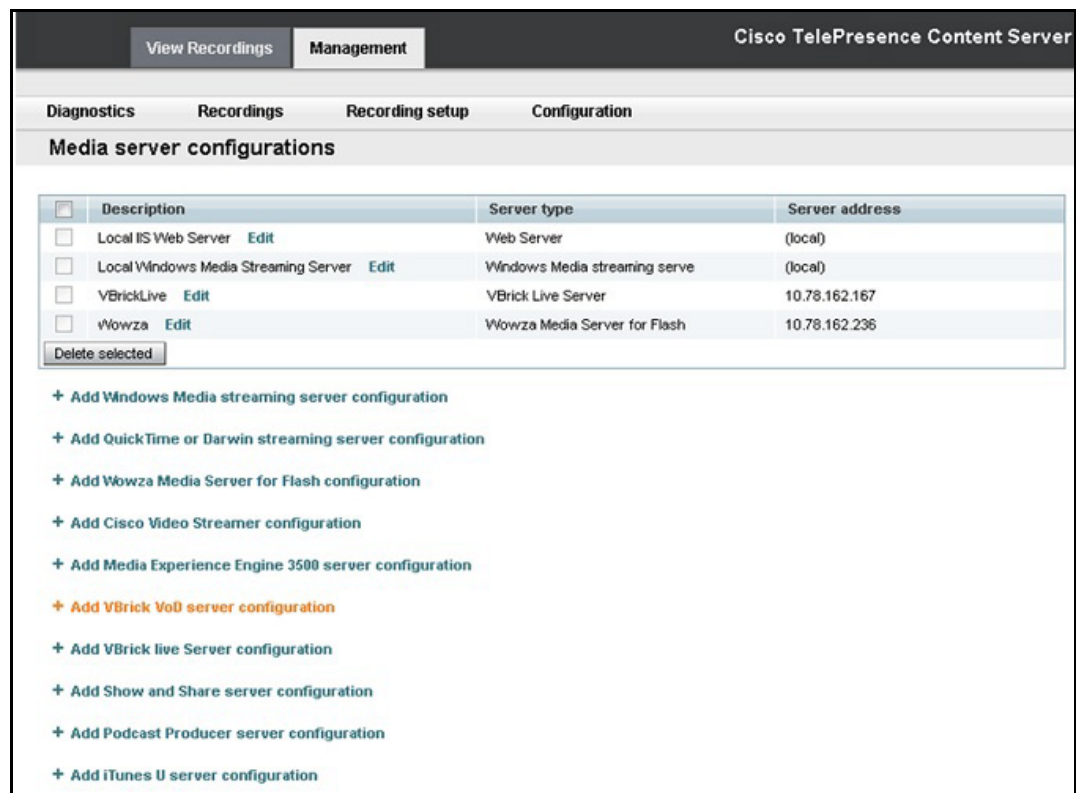 View Recordings Management Cisco TelePresence Content Server
Diagnostics Recordings Recording setup Configuration
Media server configurations
Description Server type Server address
Local IIS Web Server Edit Web Server (local)
Local Windows Media Streaming Server Edit Windows Media streaming serve (local)
VBrickLive Edit VBrick Live Server 10.78.162.167
Wowza Edit Wowza Media Server for Flash 10.78.162.236
Delete selected
+ Add Windows Media streaming server configuration
+ Add QuickTime or Darwin streaming server configuration
+ Add Wowza Media Server for Flash configuration
+ Add Cisco Video Streamer configuration
+ Add Media Experience Engine 3500 server configuration
+ Add VBrick VoD server configuration
+ Add VBrick live Server configuration
+ Add Show and Share server configuration
+ Add Podcast Producer server configuration
+ Add iTunes U server configuration